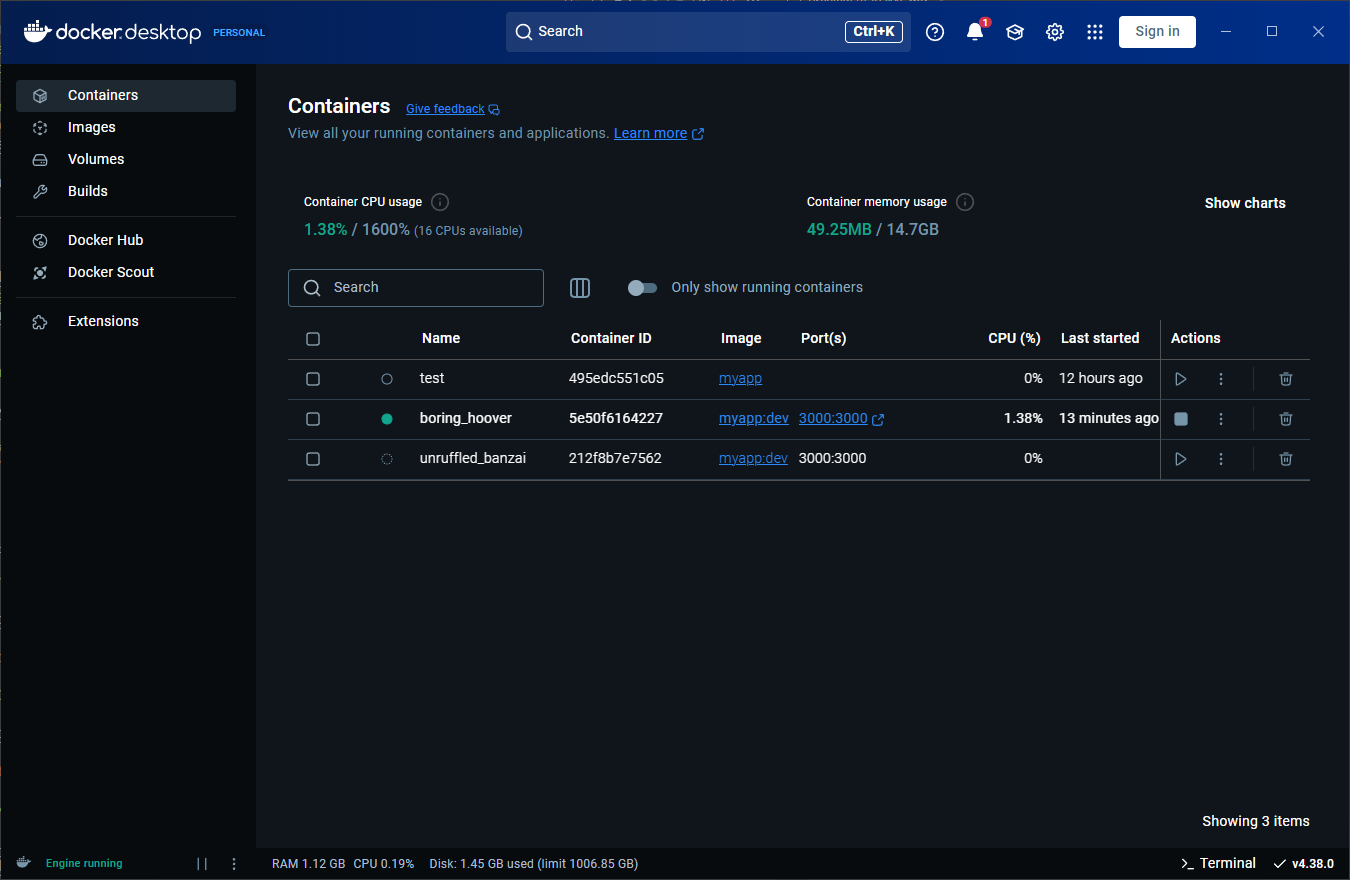 docker.desktop PERSONAL Search Ctrl+K 1 Sign in
Containers
Images
Volumes
Builds
Docker Hub
Docker Scout
Extensions
Containers Give feedback
View all your running containers and applications. Learn more
Container CPU usage Container memory usage Show charts
1.38% / 1600% (16 CPUs available) 49.25MB / 14.7GB
Search Only show running containers
Name Container ID Image Port(s) CPU (%) Last started Actions
test 495edc551c05 myapp 0% 12 hours ago
boring_hoover 5e50f6164227 myapp:dev 3000:3000 1.38% 13 minutes ago
unruffled_banzai 212f8b7e7562 myapp:dev 3000:3000 0%
Showing 3 items
Engine running RAM 1.12 GB CPU 0.19% Disk: 1.45 GB used (limit 1006.85 GB) Terminal v4.38.0